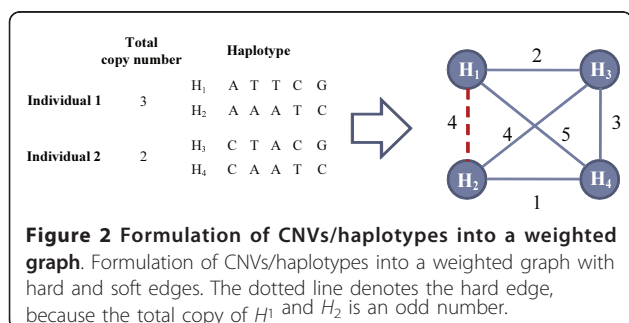 Total
copy number Haplotype
Individual 1 3 H1 A T T C G
H2 A A A T C
Individual 2 2 H3 C T A C G
H4 C A A T C
H1 2 H3
4 4 5 3
H2 1 H4
Figure 2 Formulation of CNVs/haplotypes into a weighted
graph. Formulation of CNVs/haplotypes into a weighted graph with
hard and soft edges. The dotted line denotes the hard edge,
because the total copy of H1 and H2 is an odd number.